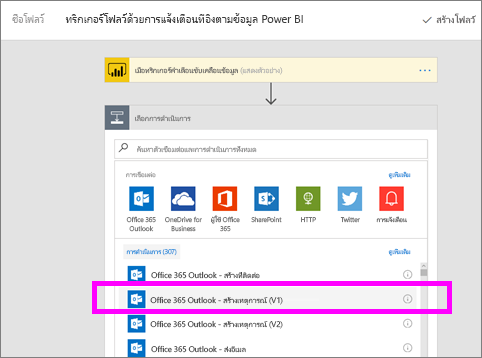 ชื่อโฟลว์ ทริกเกอร์โฟลว์ด้วยการแจ้งเตือนที่อิงตามข้อมูล Power BI สร้างโฟลว์
เมื่อทริกเกอร์คำเตือนขับเคลื่อนข้อมูล (แสดงตัวอย่าง)
เลือกการดำเนินการ
ค้นหาตัวเชื่อมต่อและการดำเนินการทั้งหมด
การเชื่อมต่อ ดูเพิ่มเติม
Office 365 Outlook
OneDrive for Business
ผู้ใช้ Office 365
SharePoint
HTTP
Twitter
การแจ้งเตือน
การดำเนินการ (307) ดูเพิ่มเติม
Office 365 Outlook - สร้างที่ติดต่อ
Office 365 Outlook - สร้างเหตุการณ์ (V1)
Office 365 Outlook - สร้างเหตุการณ์ (V2)
Office 365 Outlook - ส่งอีเมล